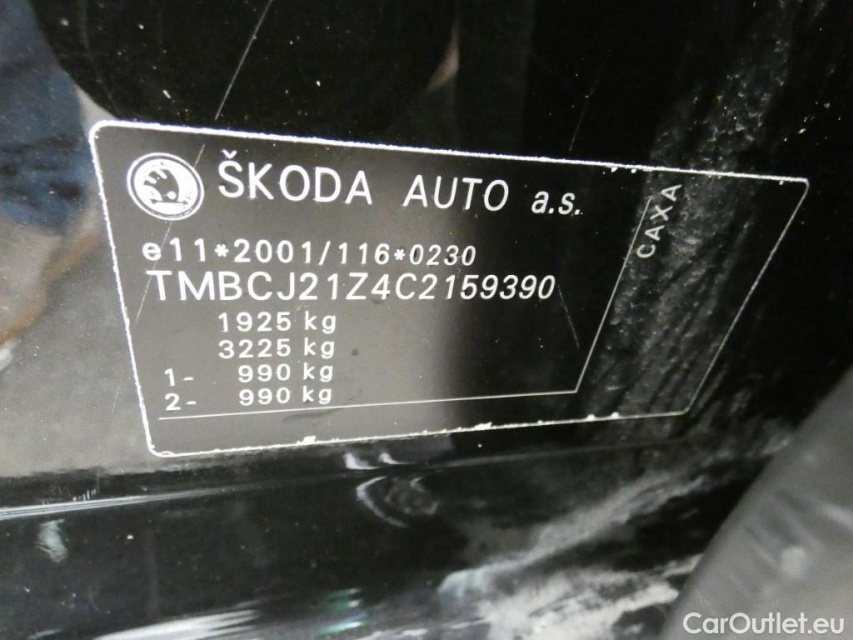 ŠKODA AUTO a.s.
CAXA
e11*2001/116*0230
TMBCJ21Z4C2159390
1925 kg
3225 kg
1- 990 kg
2- 990 kg
CarOutlet.eu